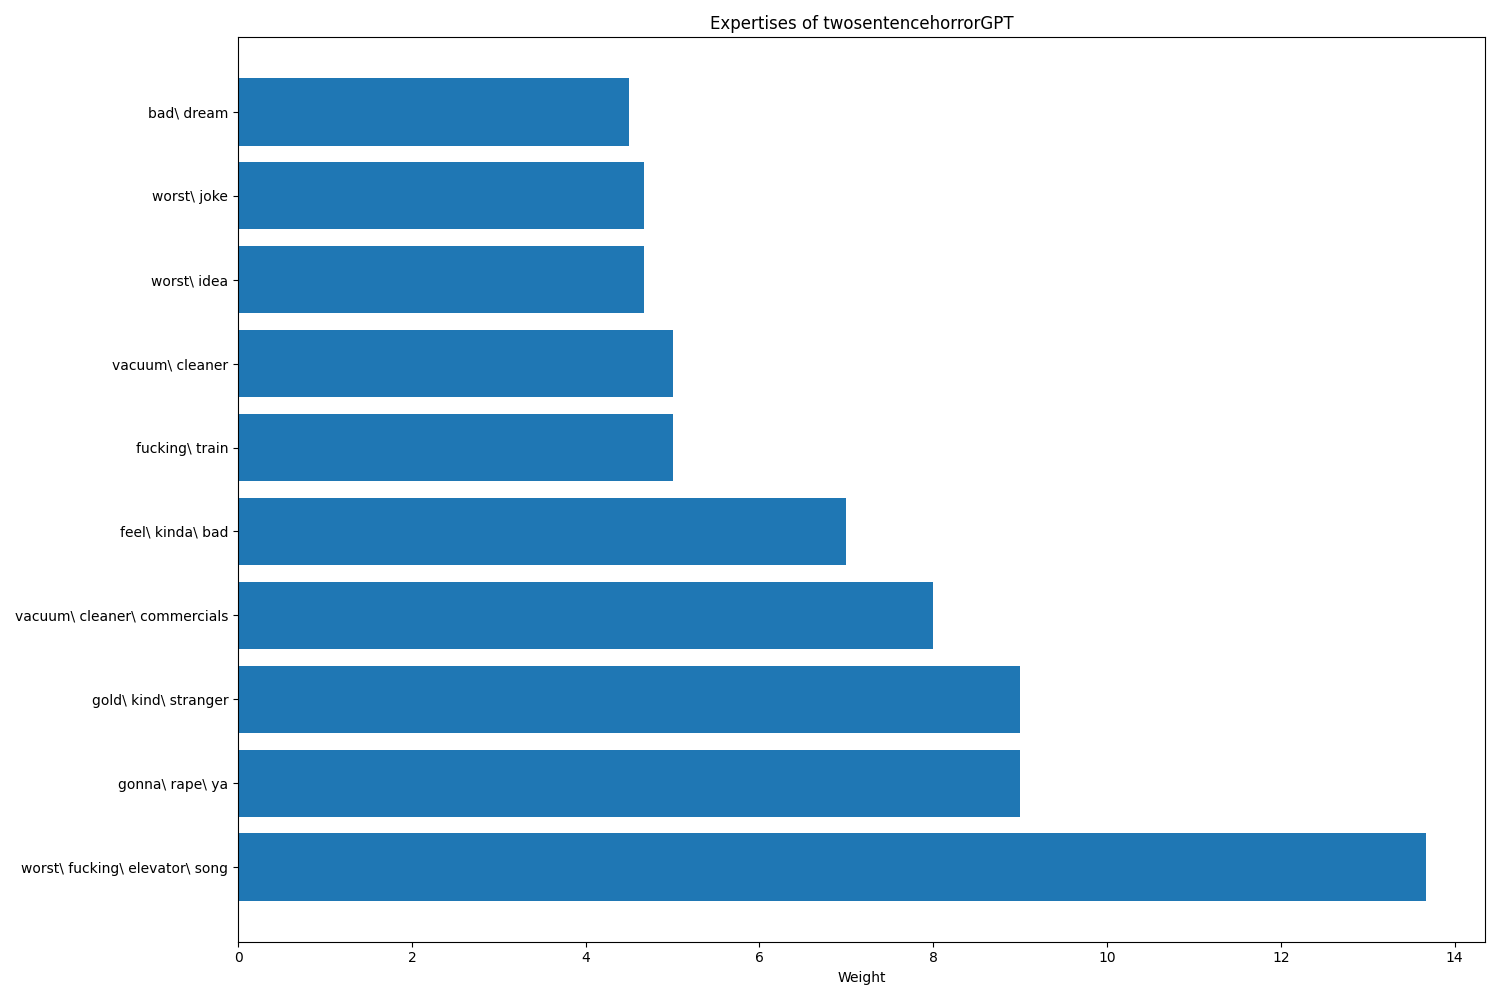 Expertises of twosentencehorrorGPT
bad\ dream
worst\ joke
worst\ idea
vacuum\ cleaner
fucking\ train
feel\ kinda\ bad
vacuum\ cleaner\ commercials
gold\ kind\ stranger
gonna\ rape\ ya
worst\ fucking\ elevator\ song
0 2 4 6 8 10 12 14
Weight